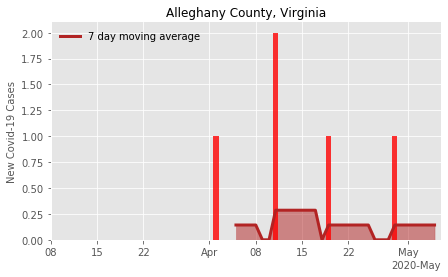 Alleghany County, Virginia
7 day moving average
New Covid-19 Cases
2.00
1.75
1.50
1.25
1.00
0.75
0.50
0.25
0.00
08 15 22 Apr 08 15 22 May
2020-May